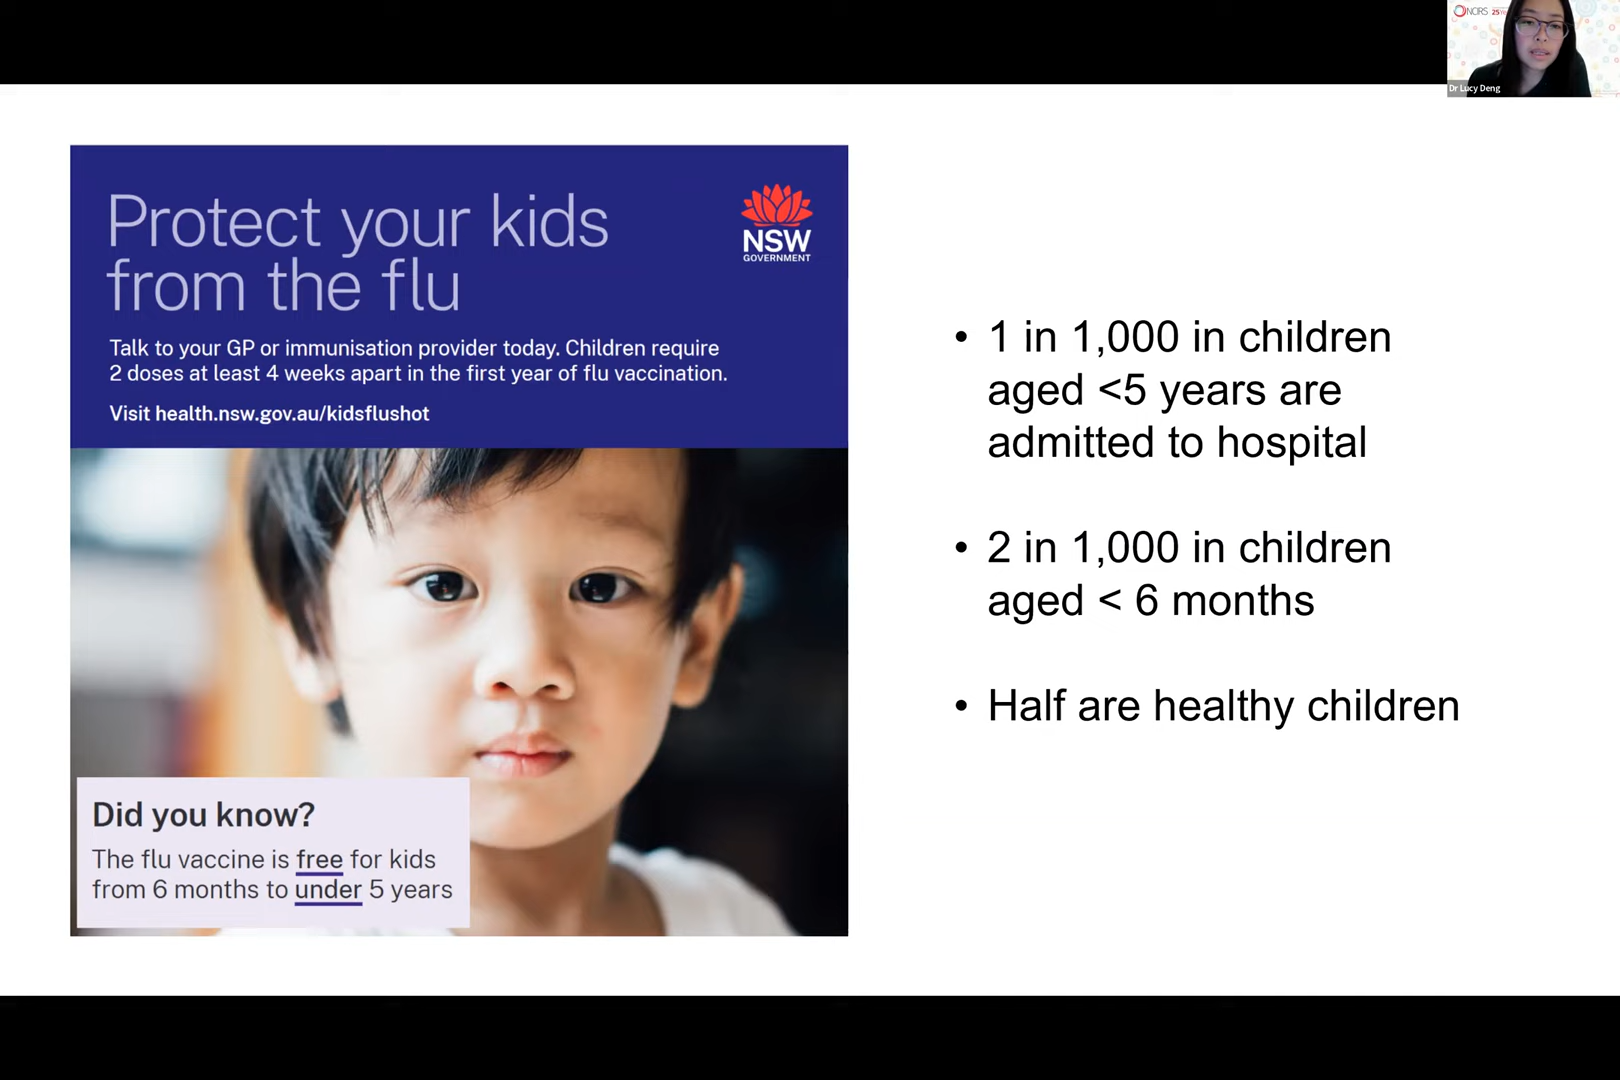 NCIRS 25
Dr Lucy Deng
Protect your kids
from the flu
NSW
GOVERNMENT
Talk to your GP or immunisation provider today. Children require
2 doses at least 4 weeks apart in the first year of flu vaccination.
Visit health.nsw.gov.au/kidsflushot
Did you know?
The flu vaccine is free for kids
from 6 months to under 5 years
• 1 in 1,000 in children
aged <5 years are
admitted to hospital
• 2 in 1,000 in children
aged < 6 months
• Half are healthy children